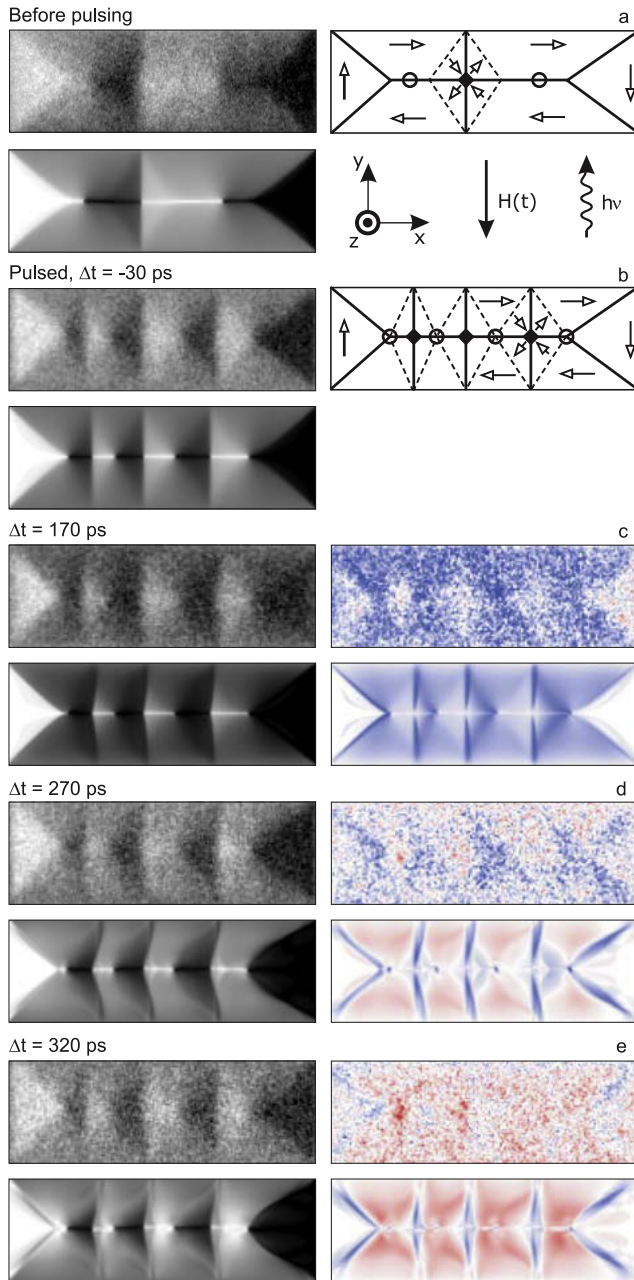 Before pulsing
a
y
z
x
H(t)
hν
Pulsed, Δt = -30 ps
b
Δt = 170 ps
c
Δt = 270 ps
d
Δt = 320 ps
e